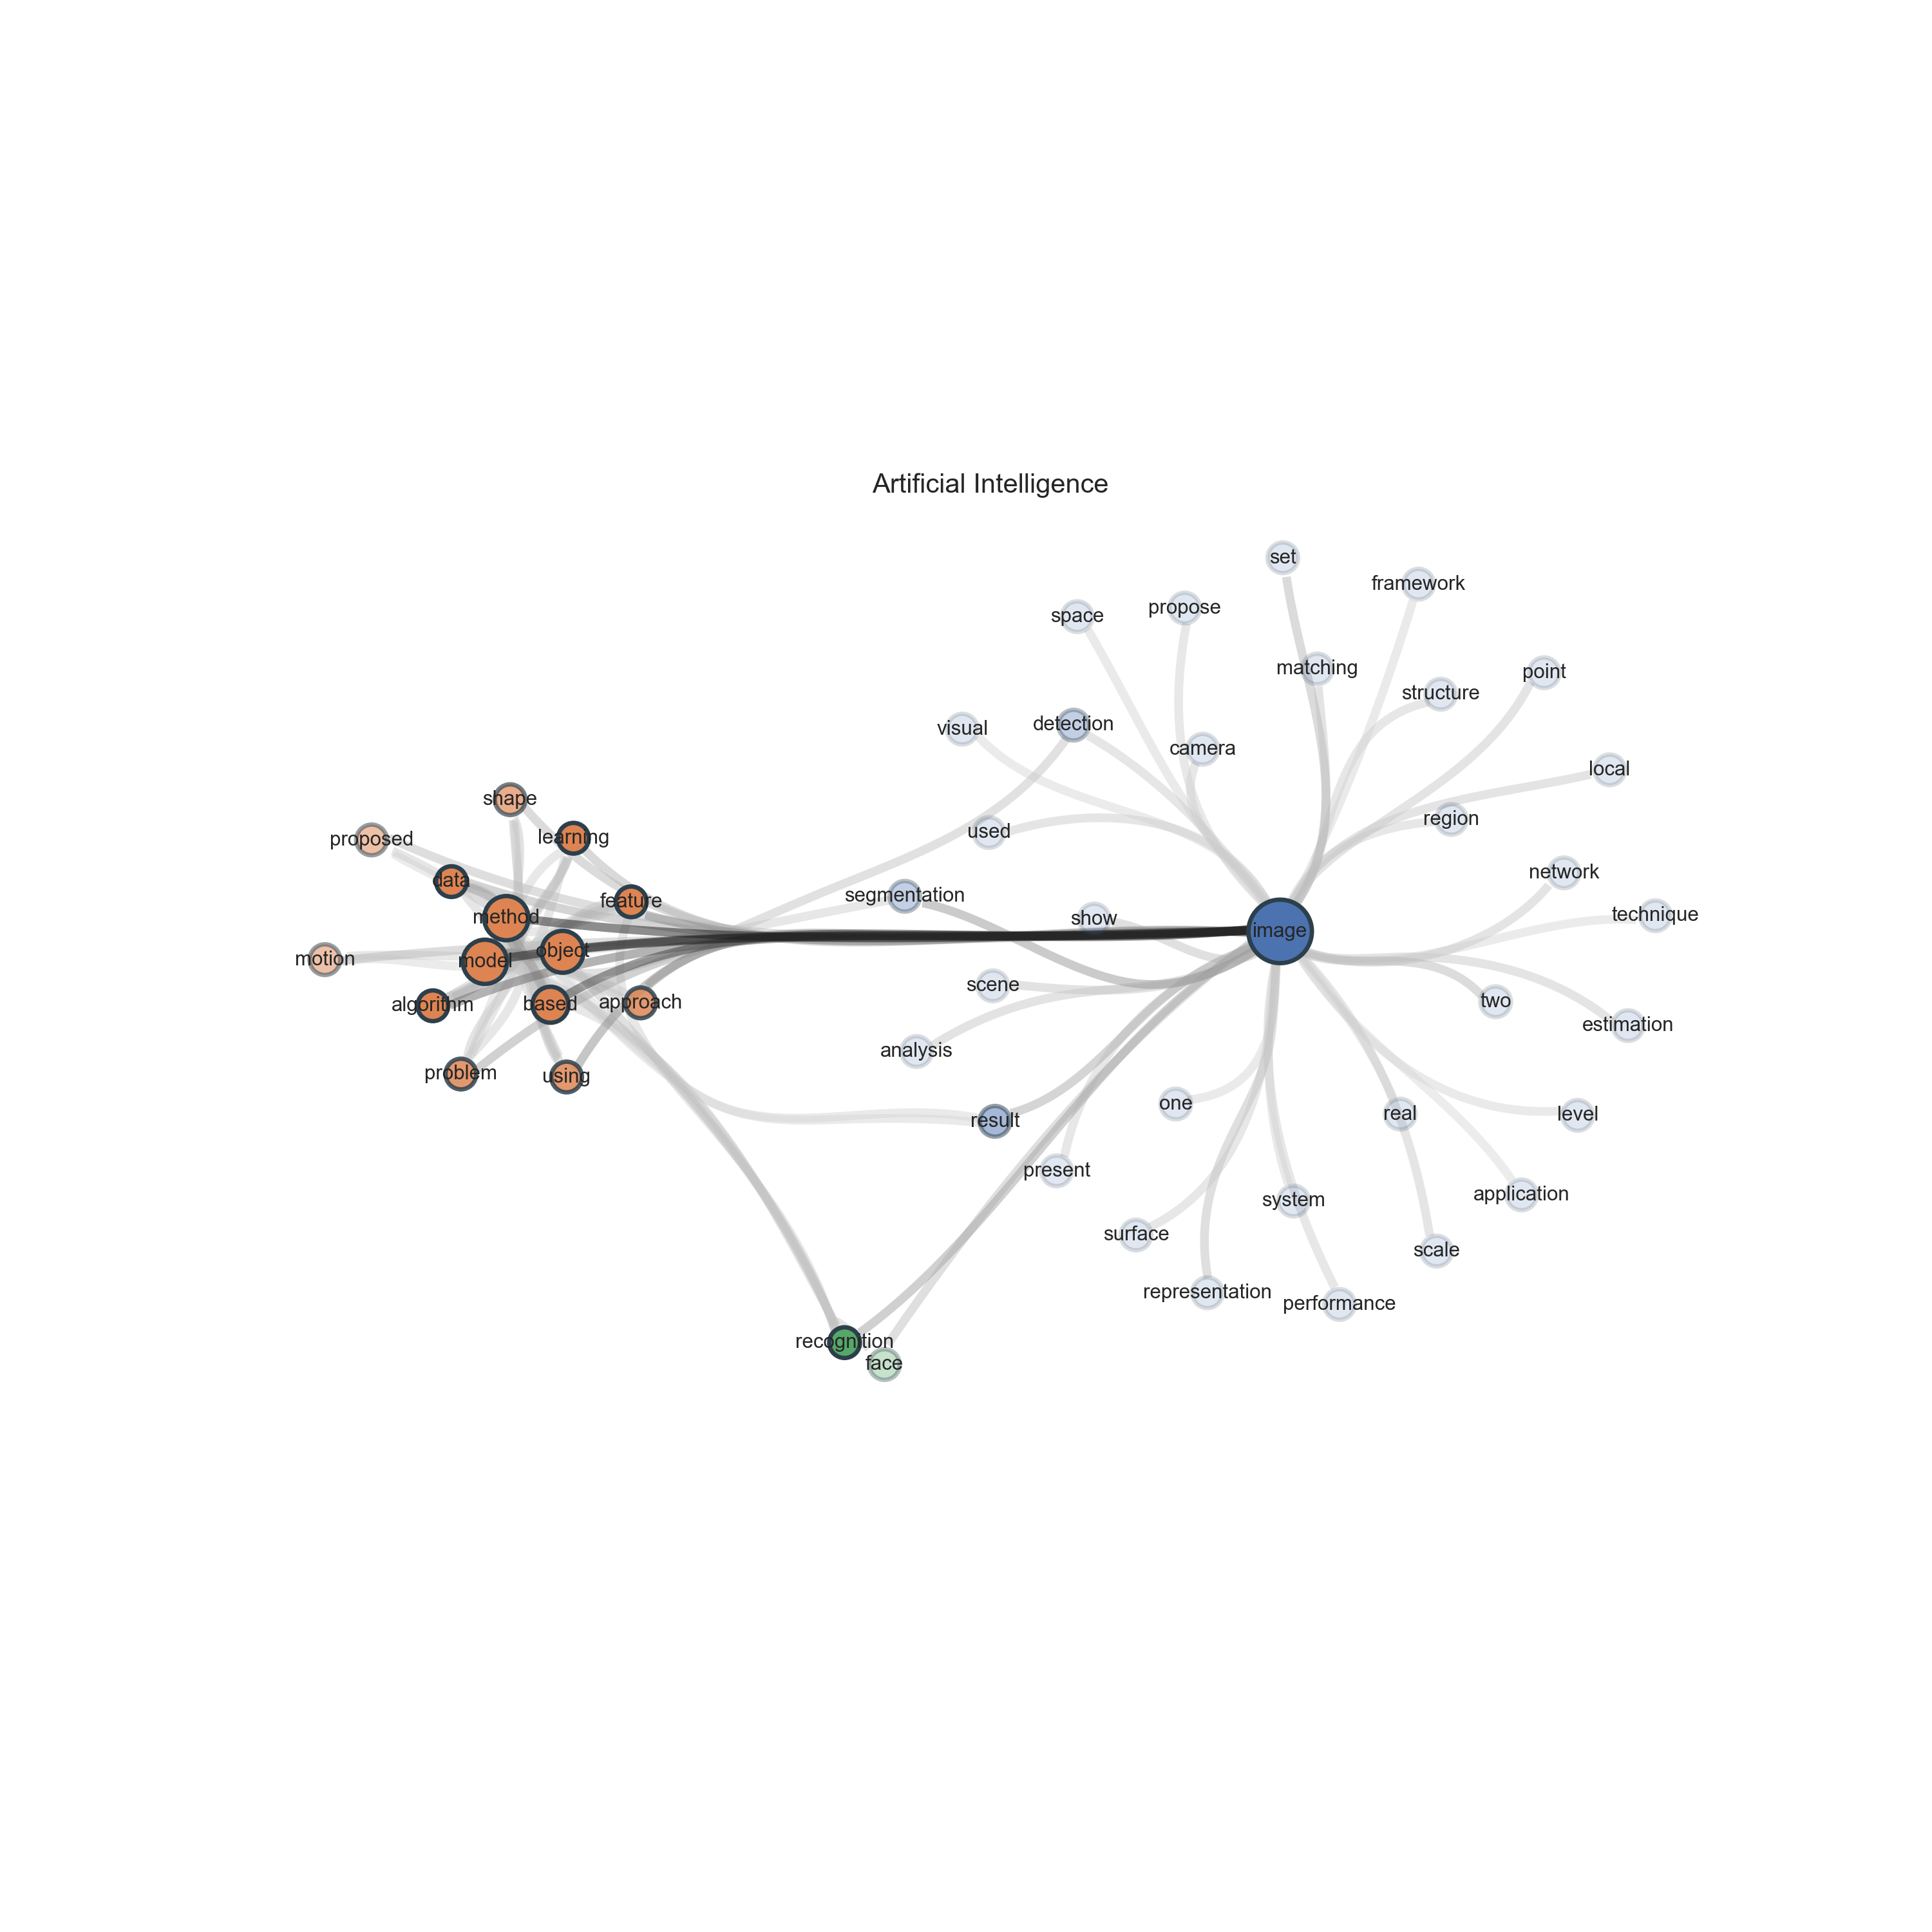 Artificial Intelligence
set
framework
space
propose
matching
point
structure
visual
detection
camera
local
shape
region
proposed
learning
used
network
data
segmentation
feature
technique
method
show
image
object
model
motion
scene
two
algorithm
based
approach
estimation
analysis
problem
using
one
result
real
level
present
application
system
surface
scale
representation
performance
recognition
face